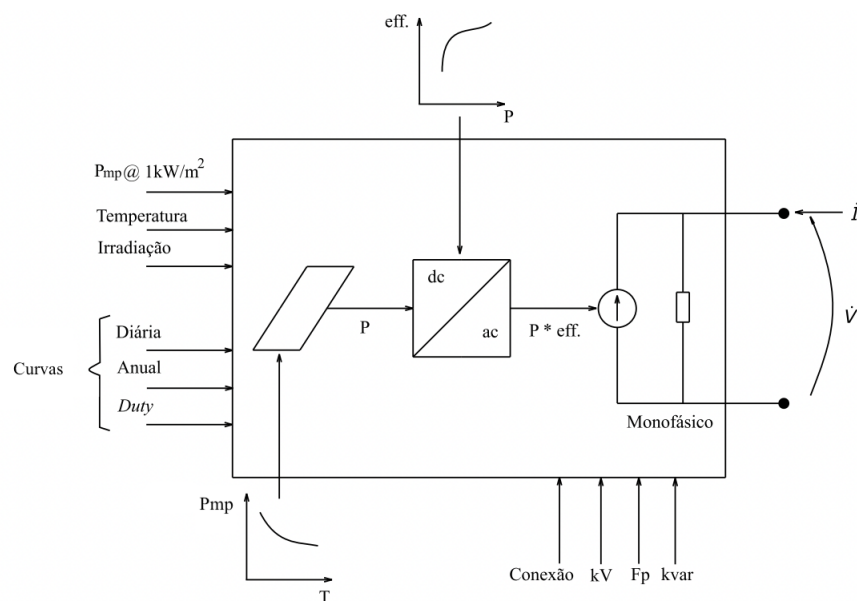 eff.
P
Pmp@ 1kW/m²
Temperatura
Irradiação
Curvas
Diária
Anual
Duty
P
dc
ac
P * eff.
Monofásico
İ
V̇
Pmp
T
Conexão kV Fp kvar